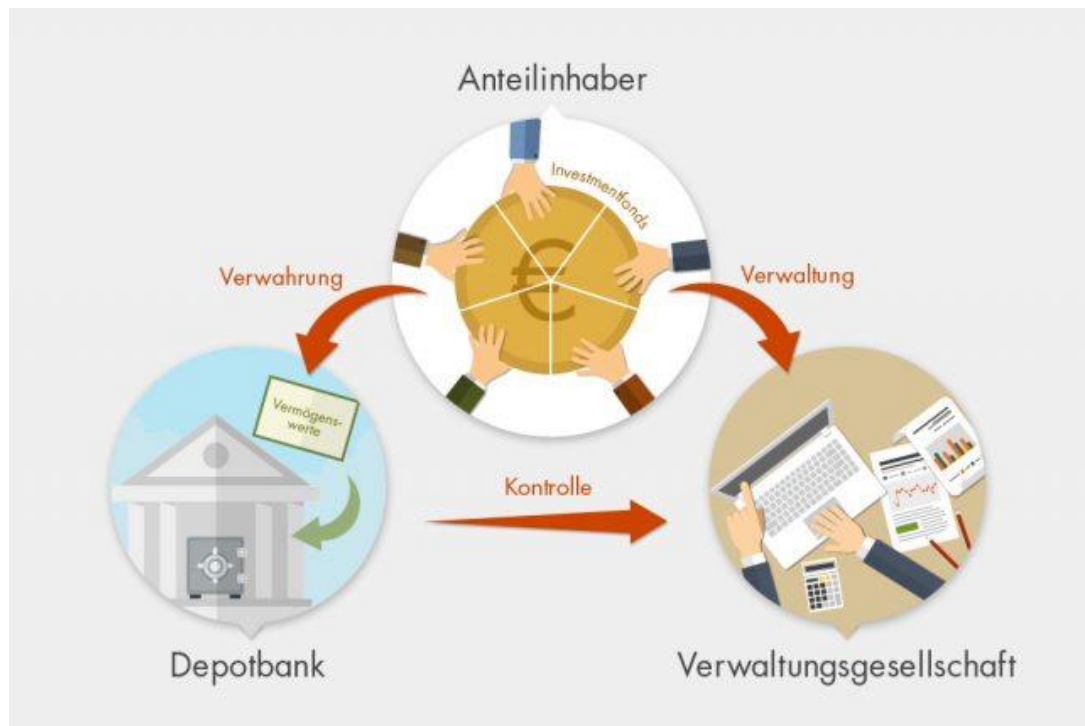 Anteilinhaber
Investmentfonds
Verwahrung
Verwaltung
Vermögens-
werte
Kontrolle
Depotbank
Verwaltungsgesellschaft